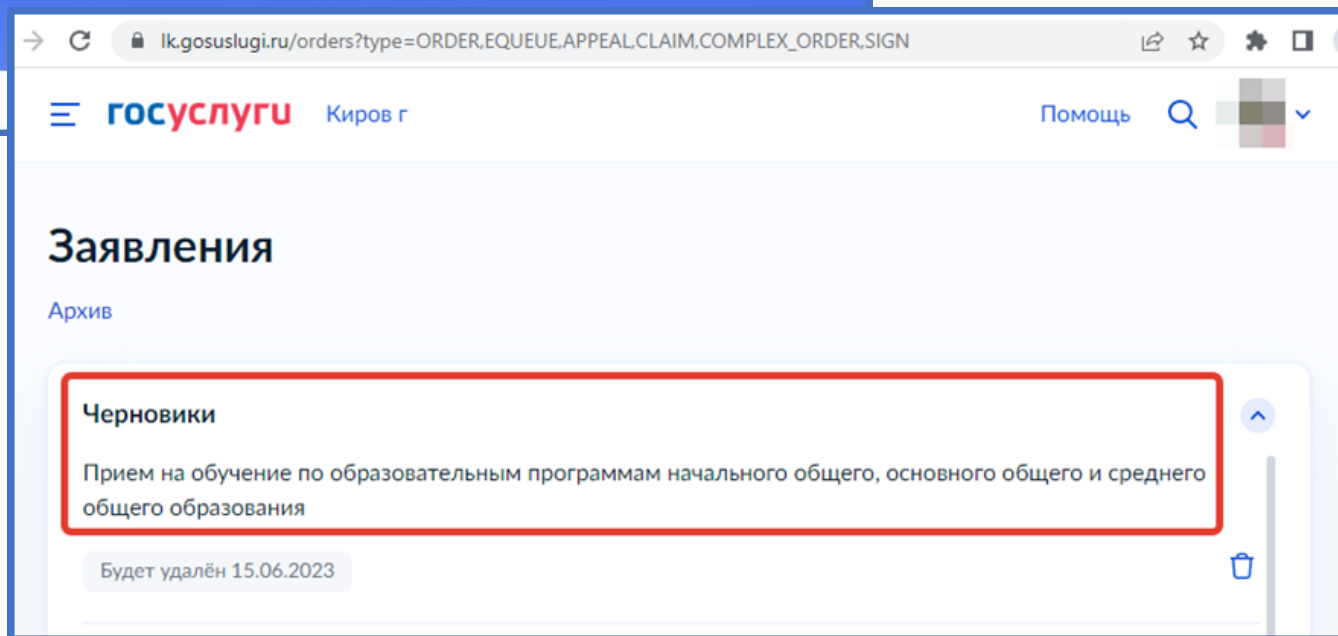 lk.gosuslugi.ru/orders?type=ORDER,EQUEUE,APPEAL,CLAIM,COMPLEX_ORDER,SIGN
госуслуги Киров г Помощь
Заявления
Архив
Черновики
Прием на обучение по образовательным программам начального общего, основного общего и среднего
общего образования
Будет удалён 15.06.2023